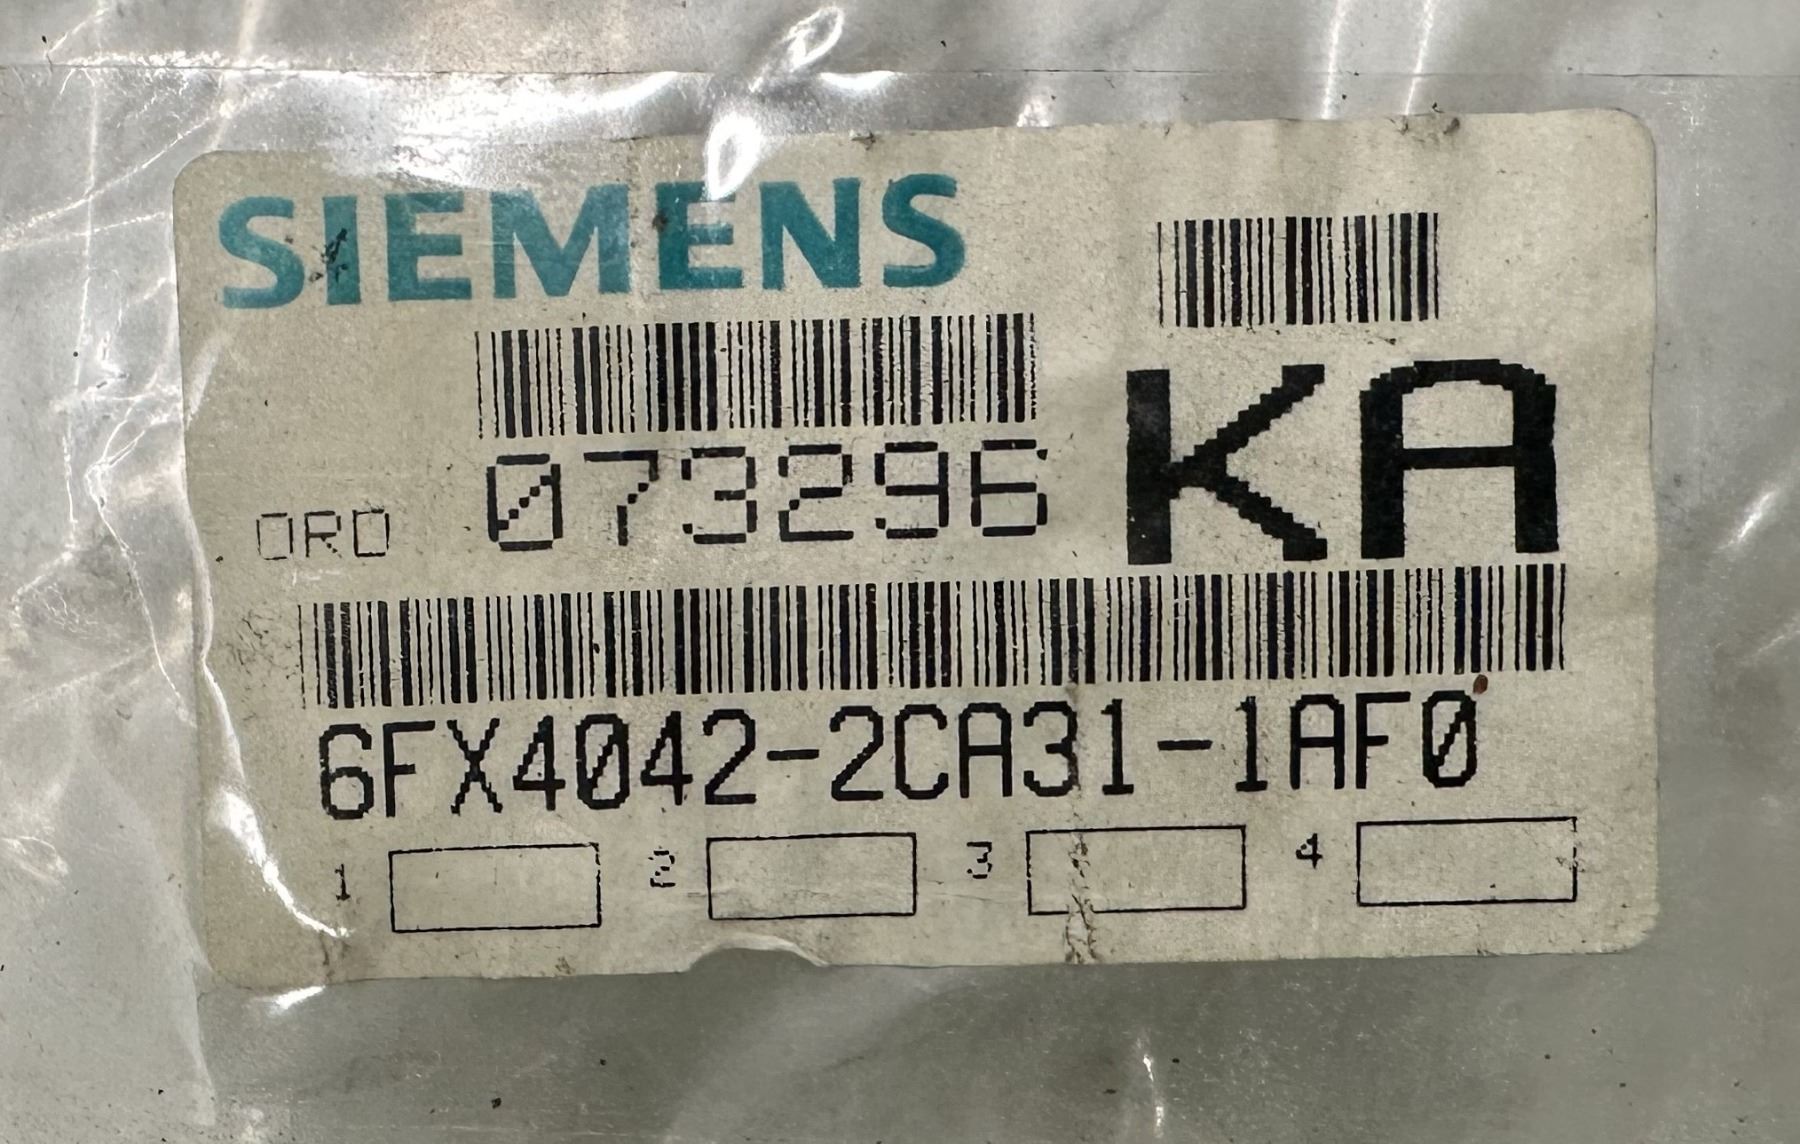 SIEMENS
KA
ORD 073296
6FX4042-2CA31-1AF0
1 2 3 4